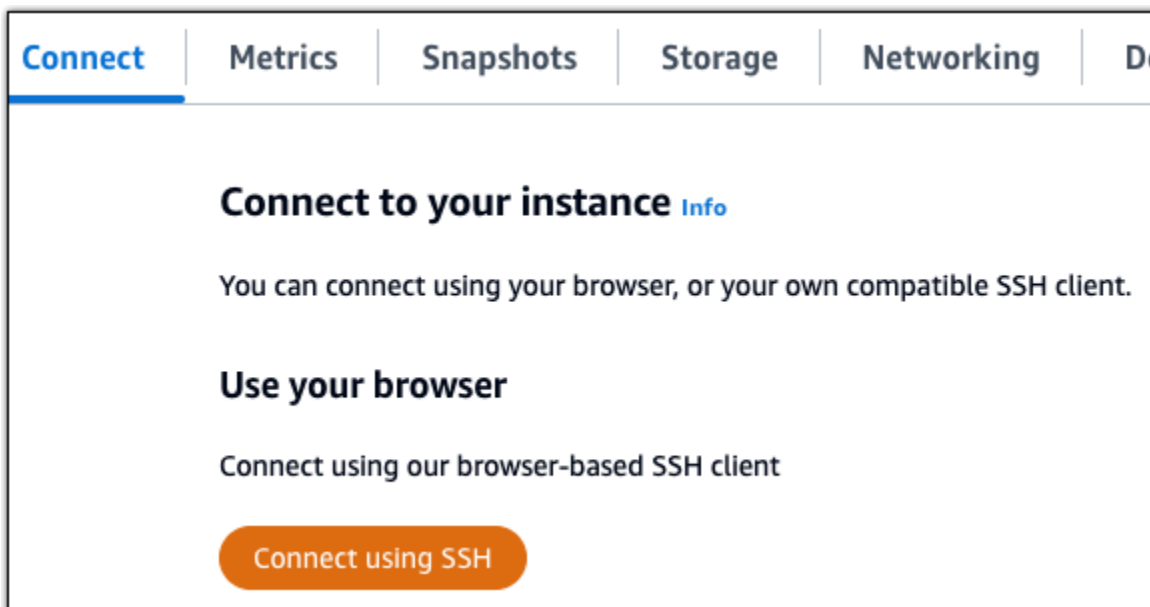 Connect Metrics Snapshots Storage Networking
Connect to your instance Info
You can connect using your browser, or your own compatible SSH client.
Use your browser
Connect using our browser-based SSH client
Connect using SSH